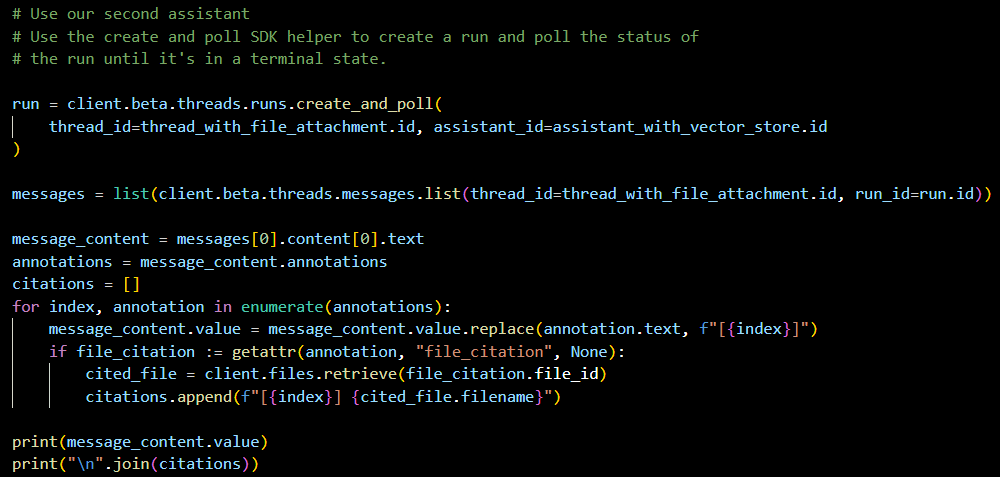 # Use our second assistant
# Use the create and poll SDK helper to create a run and poll the status of
# the run until it's in a terminal state.
run = client.beta.threads.runs.create_and_poll(
    thread_id=thread_with_file_attachment.id, assistant_id=assistant_with_vector_store.id
)
messages = list(client.beta.threads.messages.list(thread_id=thread_with_file_attachment.id, run_id=run.id))
message_content = messages[0].content[0].text
annotations = message_content.annotations
citations = []
for index, annotation in enumerate(annotations):
    message_content.value = message_content.value.replace(annotation.text, f"[{index}]")
    if file_citation := getattr(annotation, "file_citation", None):
        cited_file = client.files.retrieve(file_citation.file_id)
        citations.append(f"[{index}] {cited_file.filename}")
print(message_content.value)
print("\n".join(citations))